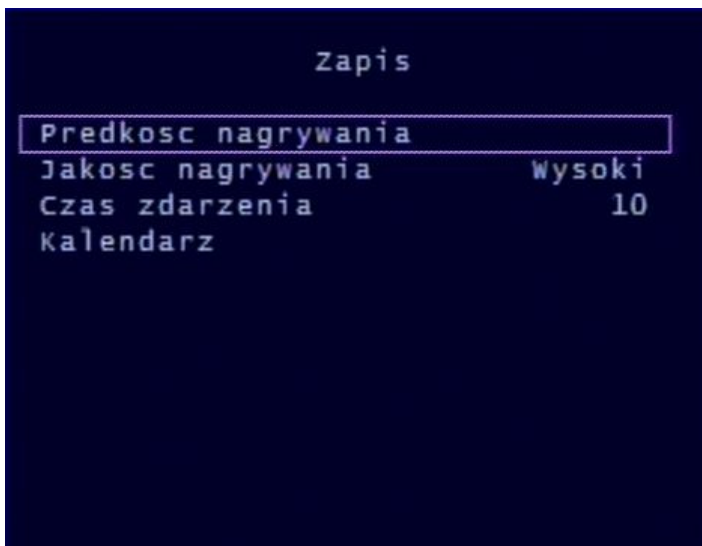 Zapis
Predkosc nagrywania
Jakosc nagrywania Wysoki
Czas zdarzenia 10
Kalendarz